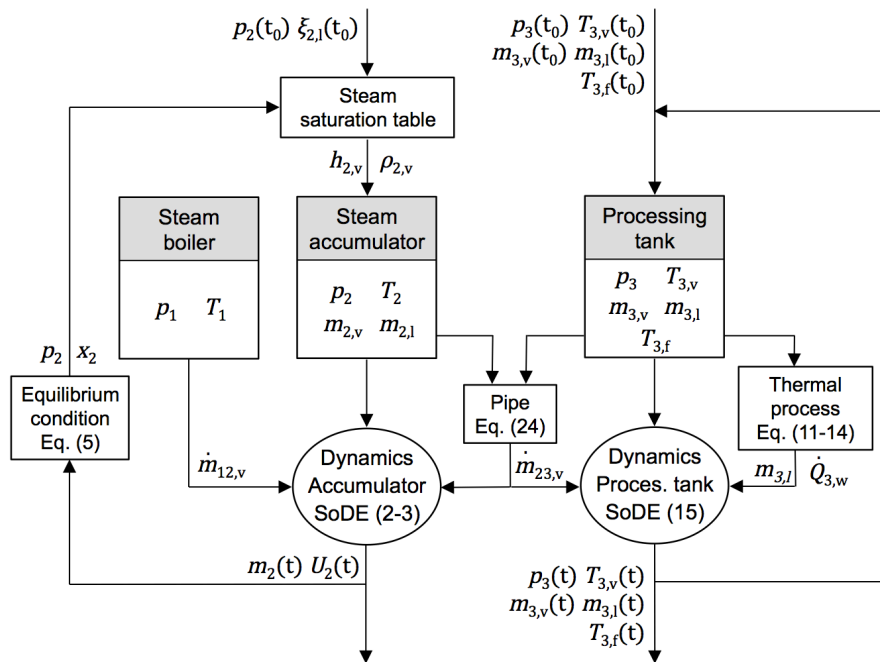 p₂(t₀) ξ₂,ₗ(t₀)
p₃(t₀) T₃,ᵥ(t₀)
m₃,ᵥ(t₀) m₃,ₗ(t₀)
T₃,f(t₀)
Steam
saturation table
h₂,ᵥ ρ₂,ᵥ
Steam
boiler
p₁ T₁
Steam
accumulator
p₂ T₂
m₂,ᵥ m₂,ₗ
Processing
tank
p₃ T₃,ᵥ
m₃,ᵥ m₃,ₗ
T₃,f
p₂ x₂
Equilibrium
condition
Eq. (5)
Pipe
Eq. (24)
Thermal
process
Eq. (11-14)
ṁ₁₂,ᵥ
Dynamics
Accumulator
SoDE (2-3)
ṁ₂₃,ᵥ
Dynamics
Proces. tank
SoDE (15)
m₃,ₗ Q̇₃,w
m₂(t) U₂(t)
p₃(t) T₃,ᵥ(t)
m₃,ᵥ(t) m₃,ₗ(t)
T₃,f(t)